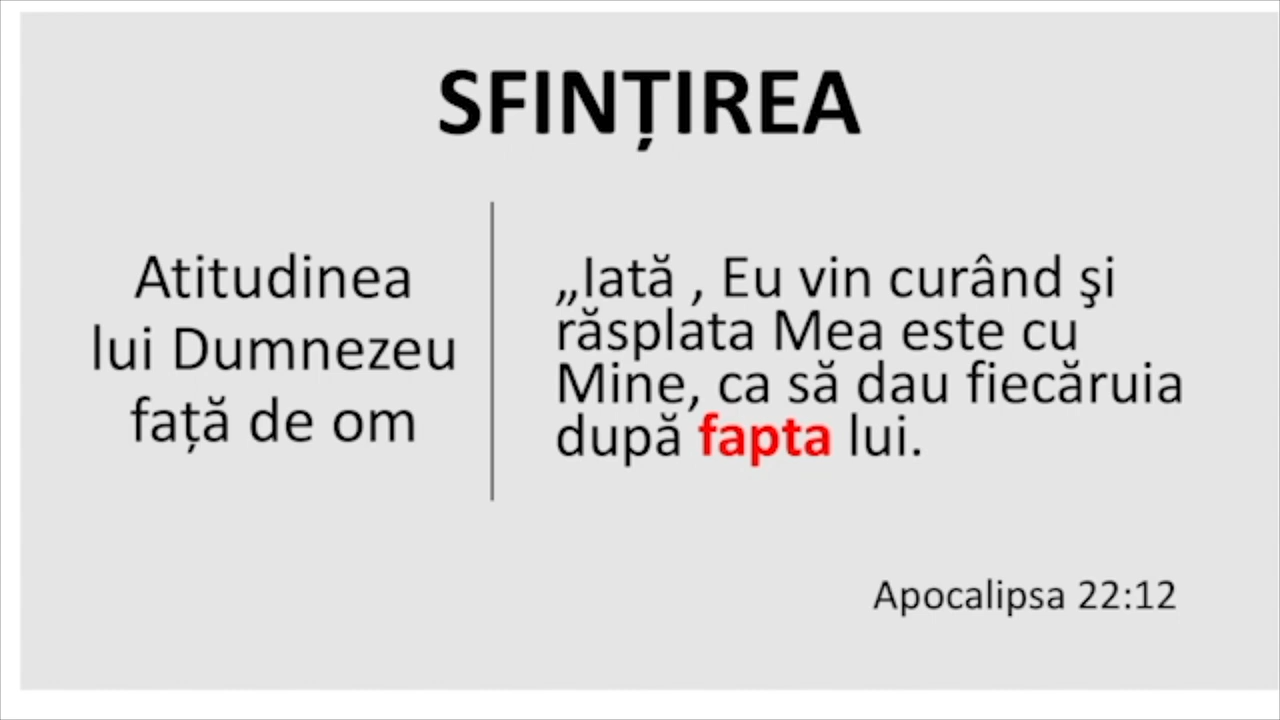 SFINȚIREA
Atitudinea
lui Dumnezeu
față de om
„Iată , Eu vin curând şi
răsplata Mea este cu
Mine, ca să dau fiecăruia
după fapta lui.
Apocalipsa 22:12